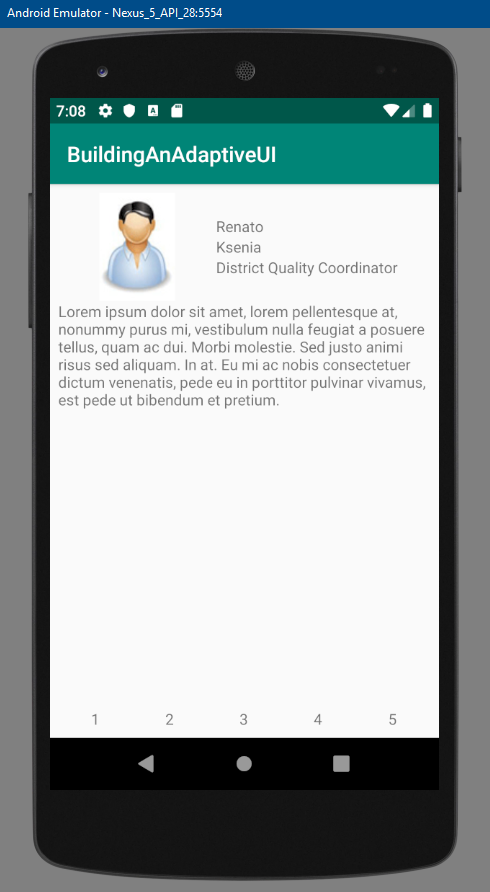 Android Emulator - Nexus_5_API_28:5554
7:08
A
BuildingAnAdaptiveUI
Renato
Ksenia
District Quality Coordinator
Lorem ipsum dolor sit amet, lorem pellentesque at,
nonummy purus mi, vestibulum nulla feugiat a posuere
tellus, quam ac dui. Morbi molestie. Sed justo animi
risus sed aliquam. In at. Eu mi ac nobis consectetuer
dictum venenatis, pede eu in porttitor pulvinar vivamus,
est pede ut bibendum et pretium.
1 2 3 4 5